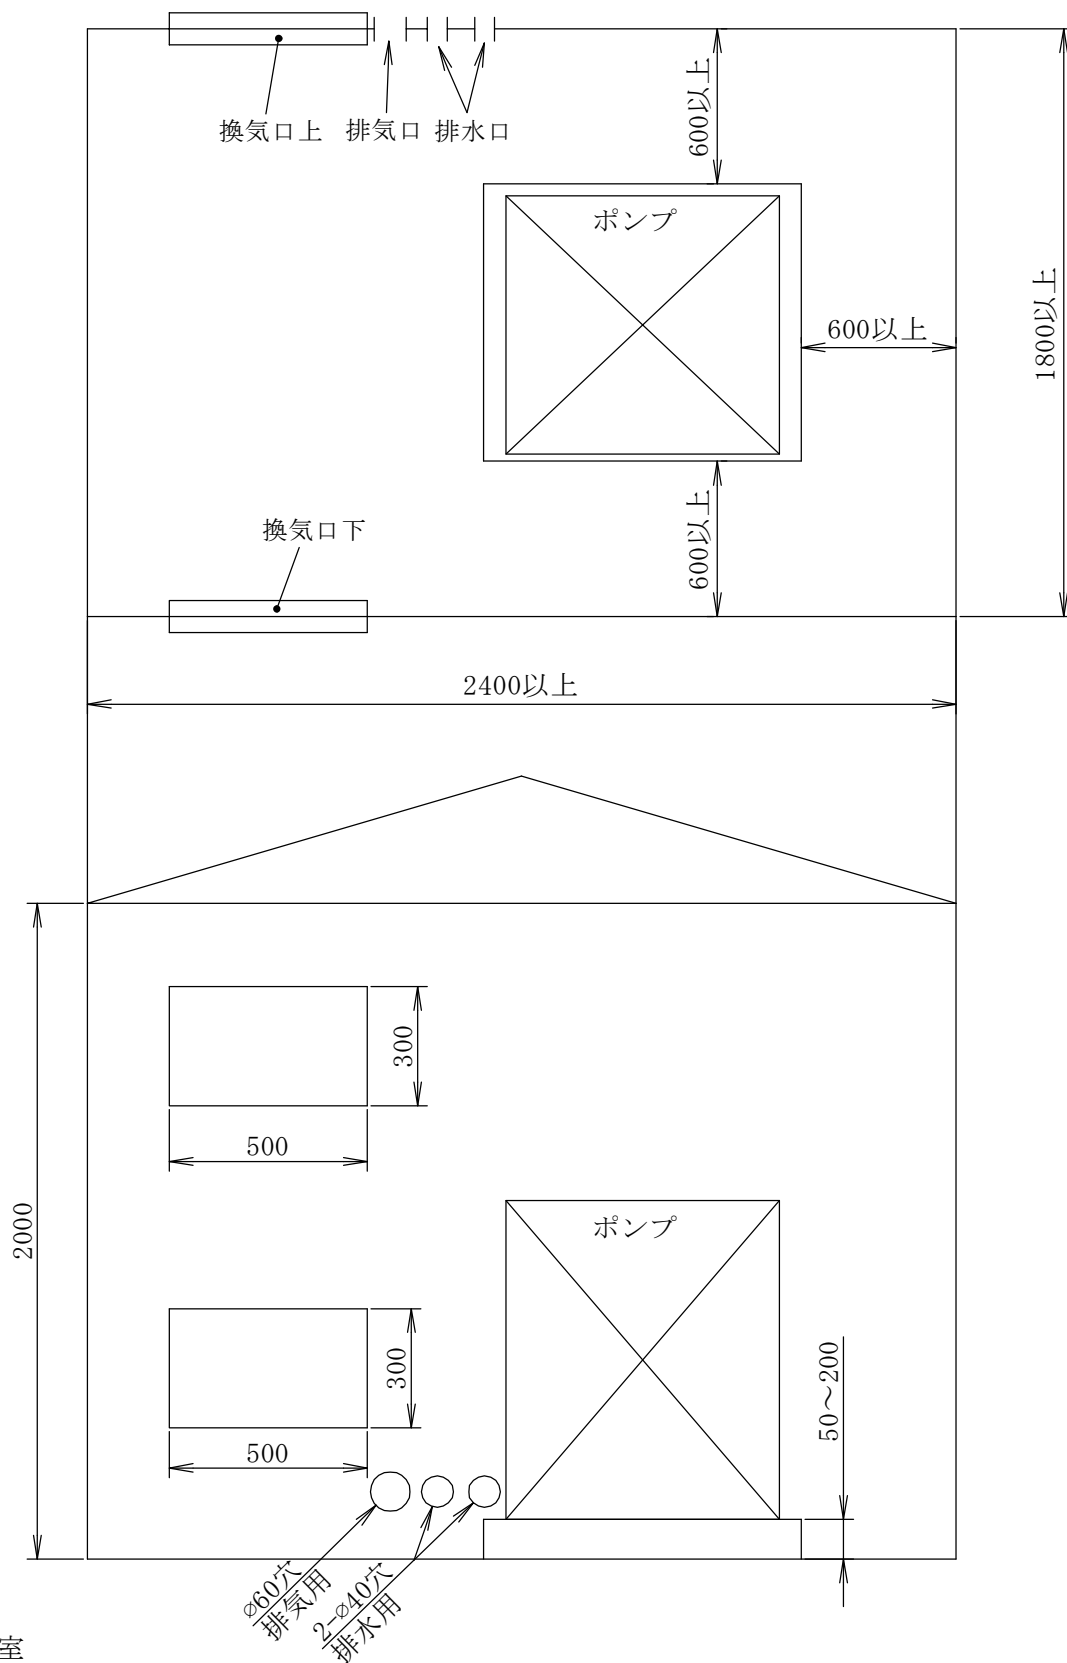 換気口上
排気口
排水口
600以上
ポンプ
600以上
1800以上
換気口下
600以上
2400以上
300
500
2000
ポンプ
300
50～200
500
ø60穴
排気用
2-ø40穴
排水用
室